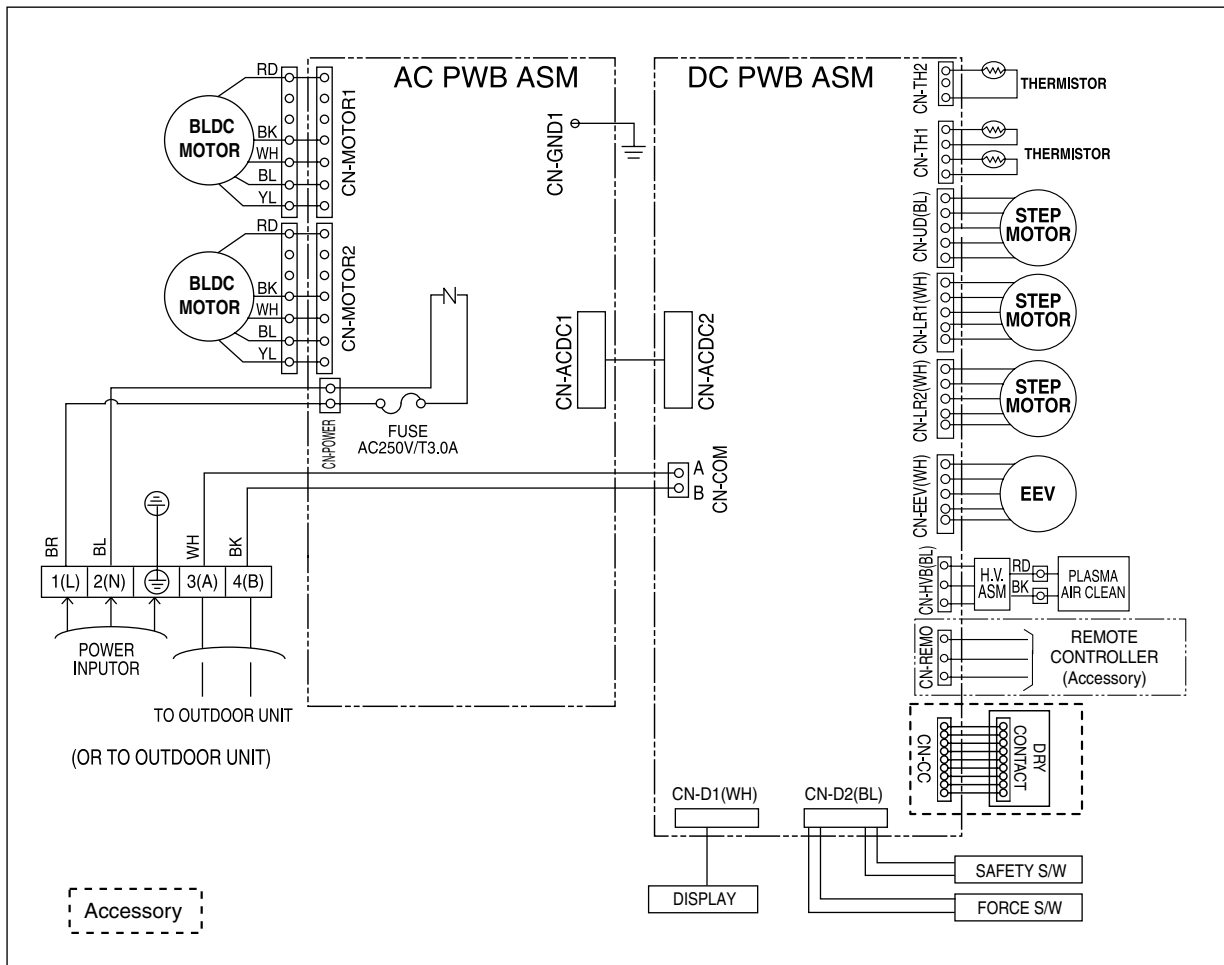 AC PWB ASM
DC PWB ASM
RD
BLDC
MOTOR
BK
WH
BL
YL
CN-MOTOR1
CN-GND1
RD
BLDC
MOTOR
BK
WH
BL
YL
CN-MOTOR2
N
CN-POWER
FUSE
AC250V/T3.0A
CN-ACDC1
CN-ACDC2
A
B
CN-COM
CN-TH2
THERMISTOR
CN-TH1
THERMISTOR
CN-UD(BL)
STEP
MOTOR
CN-LR1(WH)
STEP
MOTOR
CN-LR2(WH)
STEP
MOTOR
CN-EEV(WH)
EEV
CN-HVB(BL)
H.V.
ASM
RD
BK
PLASMA
AIR CLEAN
CN-REMO
REMOTE
CONTROLLER
(Accessory)
CN-CC
DRY
CONTACT
BR
BL
WH
BK
1(L)
2(N)
3(A)
4(B)
POWER
INPUTOR
TO OUTDOOR UNIT
(OR TO OUTDOOR UNIT)
CN-D1(WH)
CN-D2(BL)
DISPLAY
SAFETY S/W
FORCE S/W
Accessory